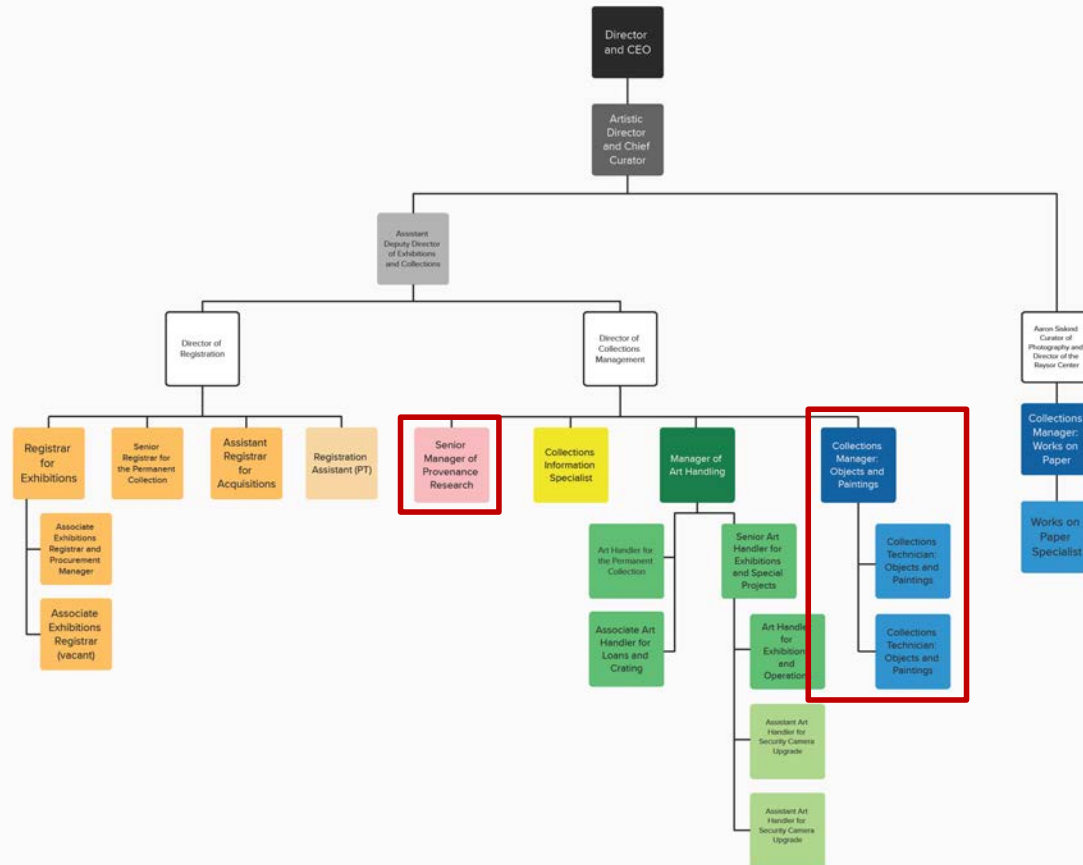 Director
and CEO
Artistic
Director
and Chief
Curator
Assistant
Deputy Director
of Exhibitions
and Collections
Director of
Registration
Director of
Collections
Management
Aaron Siskind
Curator of
Photography and
Director of the
Raysor Center
Registrar
for
Exhibitions
Senior
Registrar for
the Permanent
Collection
Assistant
Registrar
for
Acquisitions
Registration
Assistant (PT)
Senior
Manager of
Provenance
Research
Collections
Information
Specialist
Manager of
Art Handling
Collections
Manager:
Objects and
Paintings
Collections
Manager:
Works on
Paper
Associate
Exhibitions
Registrar and
Procurement
Manager
Art Handler for
the Permanent
Collection
Senior Art
Handler for
Exhibitions
and Special
Projects
Collections
Technician:
Objects and
Paintings
Works on
Paper
Specialist
Associate
Exhibitions
Registrar
(vacant)
Associate Art
Handler for
Loans and
Crating
Art Handler
for
Exhibitions
and
Operations
Collections
Technician:
Objects and
Paintings
Assistant Art
Handler for
Security Camera
Upgrade
Assistant Art
Handler for
Security Camera
Upgrade